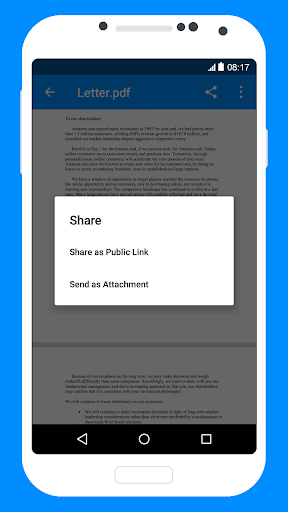 08:17
Letter.pdf
To our shareholders:
Amazon.com passed many milestones in 1997: by year-end, we had served more
than 1.5 million customers, yielding 838% revenue growth to $147.8 million, and
extended our market leadership despite aggressive competitive entry.
But this is Day 1 for the Internet and, if we execute well, for Amazon.com. Today,
online commerce saves customers money and precious time. Tomorrow, through
personalization, online commerce will accelerate the very process of discovery.
Amazon.com uses the Internet to create real value for its customers and, by doing so,
hopes to create an enduring franchise, even in established and large markets.
We have a window of opportunity as larger players marshal the resources to pursue
the online opportunity and as customers, new to purchasing online, are receptive to
forming new relationships. The competitive landscape has continued to evolve at a fast
pace. Many large players have moved online with credible offerings and have devoted
Share
Share as Public Link
Send as Attachment
Because of our emphasis on the long term, we may make decisions and weigh
tradeoffs differently than some companies. Accordingly, we want to share with you our
fundamental management and decision-making approach so that you, our shareholders,
may confirm that it is consistent with your investment philosophy:
We will continue to focus relentlessly on our customers.
We will continue to make investment decisions in light of long-term market
leadership considerations rather than short-term profitability considerations or
short-term Wall Street reactions.